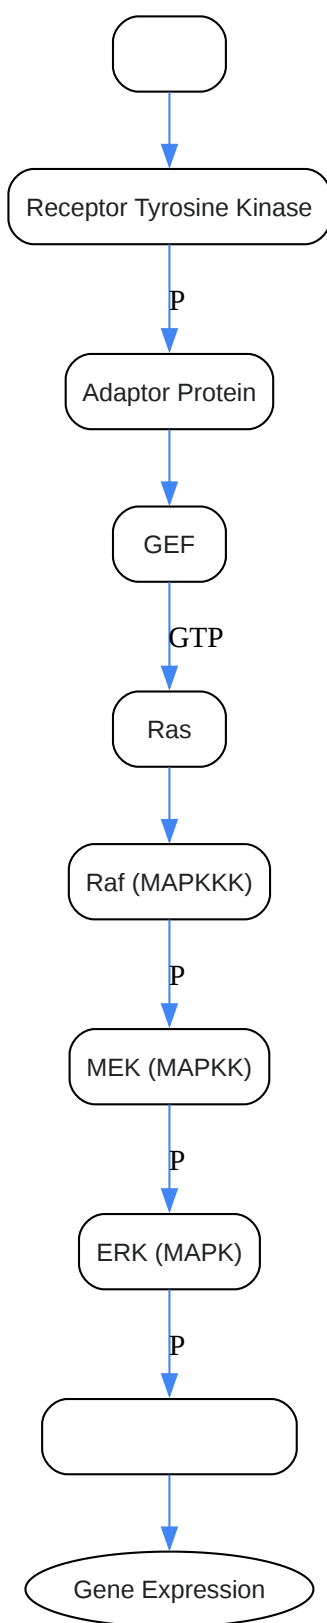 Receptor Tyrosine Kinase
P
Adaptor Protein
GEF
GTP
Ras
Raf (MAPKKK)
P
MEK (MAPKK)
P
ERK (MAPK)
P
Gene Expression